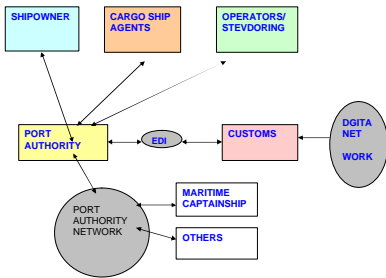 SHIPOWNER
CARGO SHIP
AGENTS
OPERATORS/
STEVDORING
PORT
AUTHORITY
EDI
CUSTOMS
DGITA
NET
WORK
PORT
AUTHORITY
NETWORK
MARITIME
CAPTAINSHIP
OTHERS